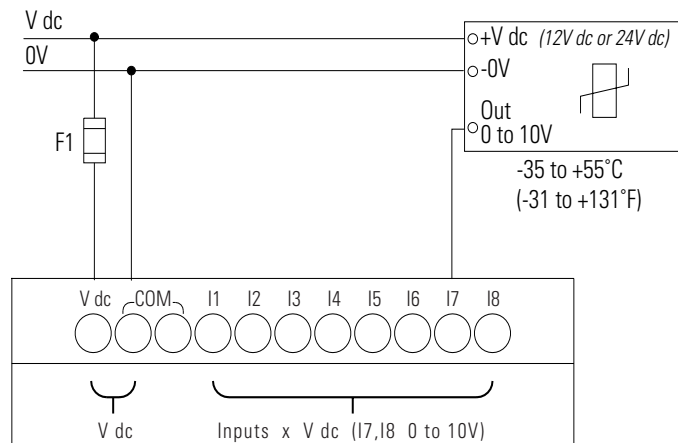 V dc
0V
+V dc (12V dc or 24V dc)
-0V
Out
0 to 10V
F1
-35 to +55°C
(-31 to +131°F)
V dc COM I1 I2 I3 I4 I5 I6 I7 I8
V dc Inputs x V dc (I7,I8 0 to 10V)